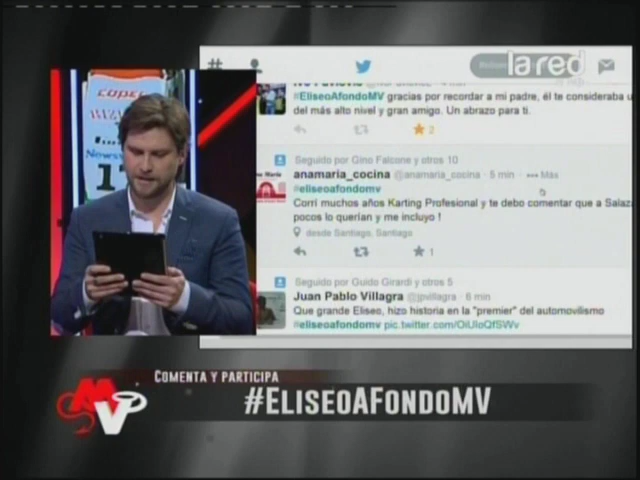 la red
#EliseoAfondoMV gracias por recordar a mi padre, él te consideraba u
del más alto nivel y gran amigo. Un abrazo para ti.
2
Seguido por Gino Falcone y otros 10
anamaria_cocina @anamaria_cocina · 5 min ••• Más
#eliseofondomv
Corri muchos años Karting Profesional y te debo comentar que a Salaz
pocos lo querían y me incluyo !
desde Santiago, Santiago
1
Seguido por Guido Girardi y otros 5
Juan Pablo Villagra @jpvillagra · 6 min
Que grande Eliseo, hizo historia en la "premier" del automovilismo
#eliseoafondomv pic.twitter.com/OiUloQfSWv
COPEC
COMENTA Y PARTICIPA
#ELISEOAFONDOMV
MV